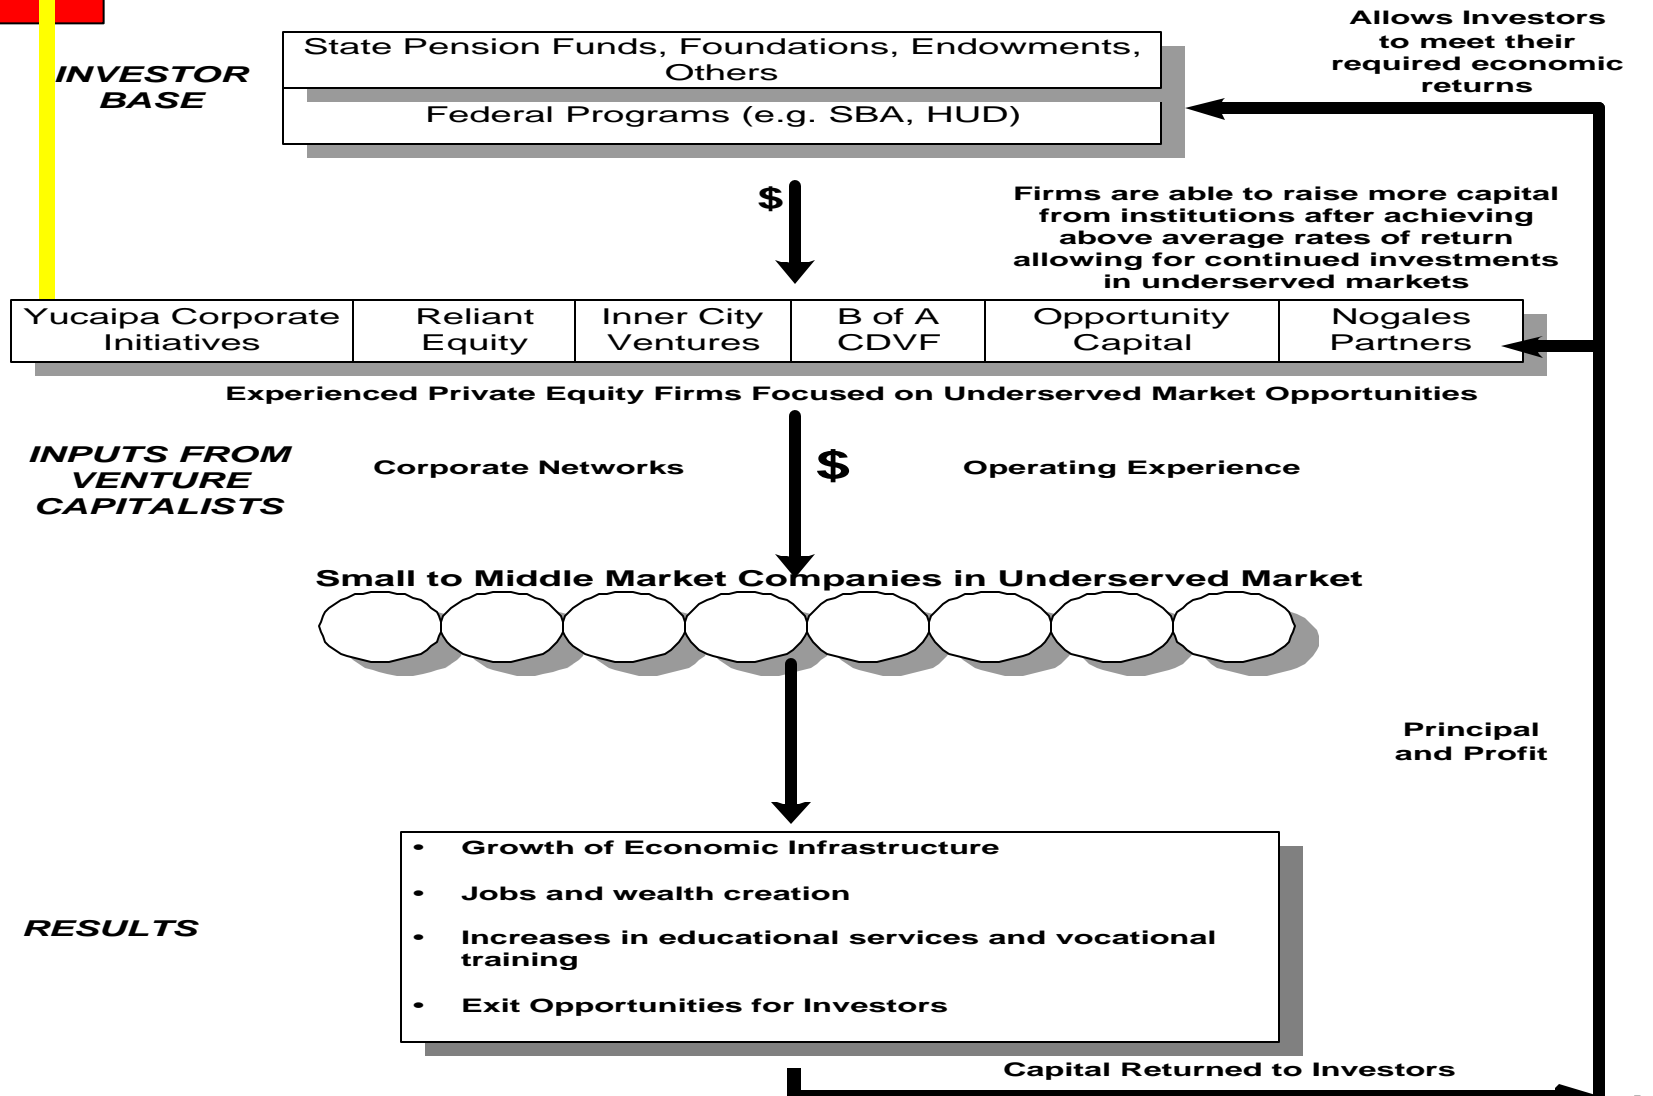 Allows Investors
to meet their
required economic
returns
INVESTOR
BASE
State Pension Funds, Foundations, Endowments,
Others
Federal Programs (e.g. SBA, HUD)
$
Firms are able to raise more capital
from institutions after achieving
above average rates of return
allowing for continued investments
in underserved markets
Yucaipa Corporate
Initiatives
Reliant
Equity
Inner City
Ventures
B of A
CDVF
Opportunity
Capital
Nogales
Partners
Experienced Private Equity Firms Focused on Underserved Market Opportunities
INPUTS FROM
VENTURE
CAPITALISTS
Corporate Networks
$
Operating Experience
Small to Middle Market Companies in Underserved Market
Principal
and Profit
RESULTS
• Growth of Economic Infrastructure
• Jobs and wealth creation
• Increases in educational services and vocational
training
• Exit Opportunities for Investors
Capital Returned to Investors